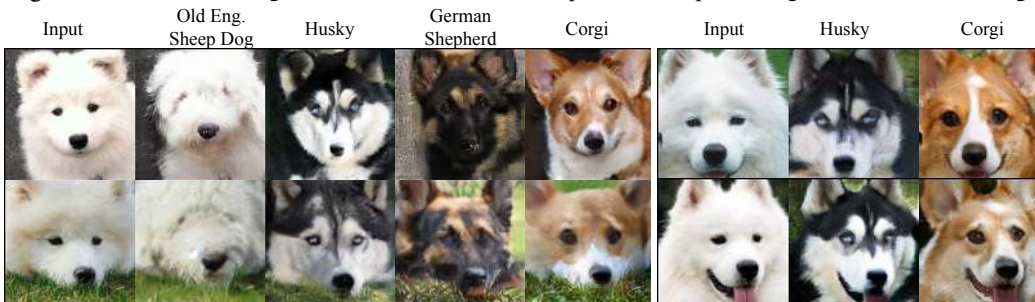 Input
Old Eng.
Sheep Dog
Husky
German
Shepherd
Corgi
Input
Husky
Corgi